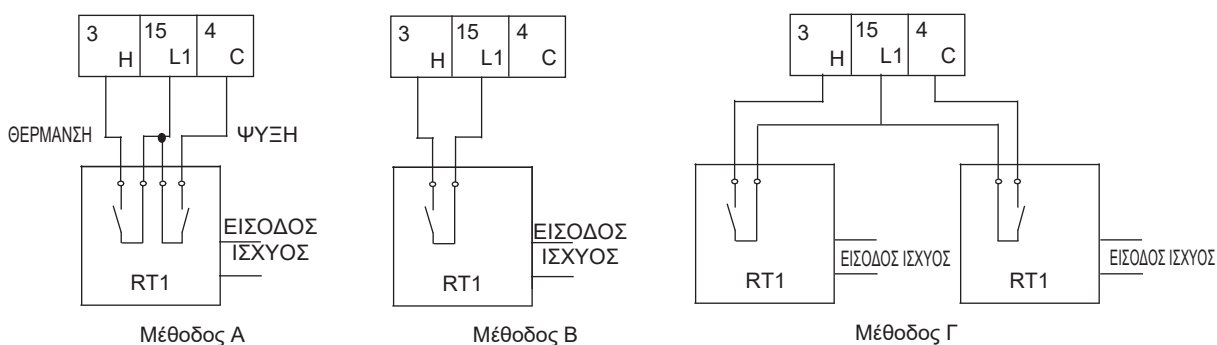 3 15 4
H L1 C
ΘΕΡΜΑΝΣΗ ΨΥΞΗ
ΕΙΣΟΔΟΣ
ΙΣΧΥΟΣ
RT1
Μέθοδος Α
3 15 4
H L1 C
ΕΙΣΟΔΟΣ
ΙΣΧΥΟΣ
RT1
Μέθοδος Β
3 15 4
H L1 C
ΕΙΣΟΔΟΣ ΙΣΧΥΟΣ
RT1
ΕΙΣΟΔΟΣ ΙΣΧΥΟΣ
RT1
Μέθοδος Γ